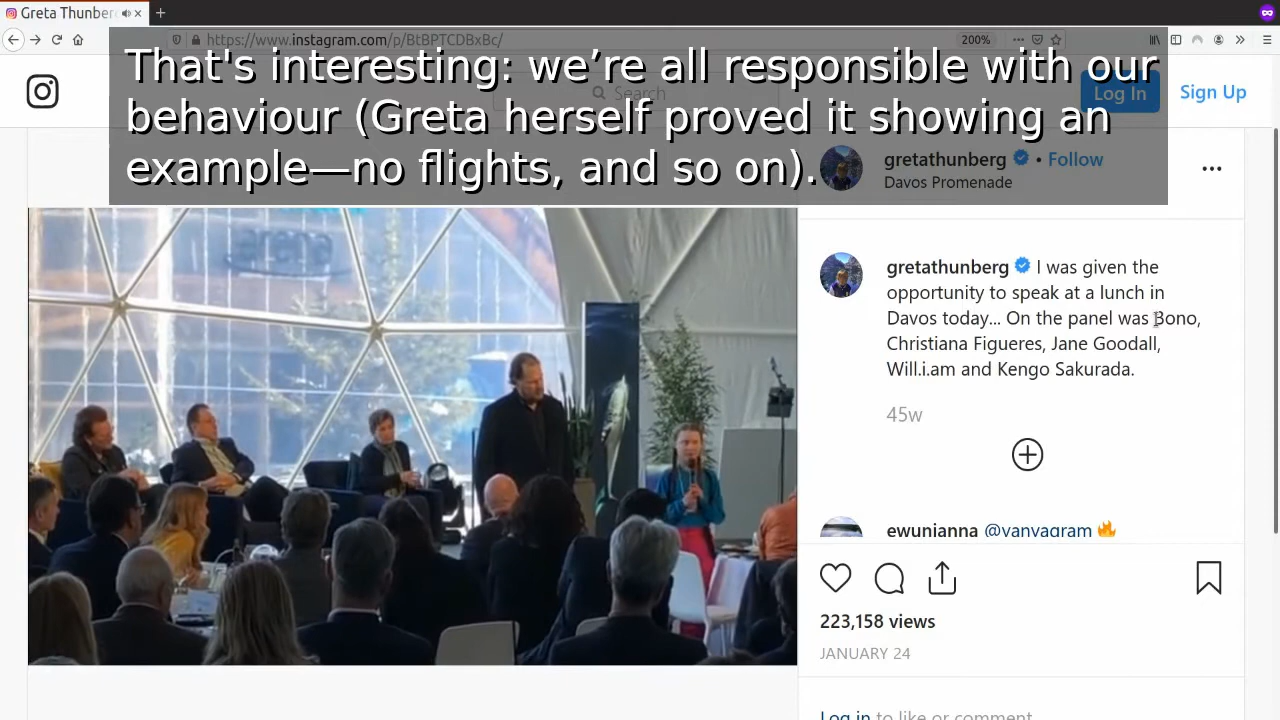 Greta Thunber
https://www.instagram.com/p/BtBPTCDBxBc/
200%
That's interesting: we’re all responsible with our
behaviour (Greta herself proved it showing an
example—no flights, and so on).
Search
Log In
Sign Up
gretathunberg • Follow
Davos Promenade
arena
gretathunberg I was given the
opportunity to speak at a lunch in
Davos today... On the panel was Bono,
Christiana Figueres, Jane Goodall,
Will.i.am and Kengo Sakurada.
45w
ewunianna @vanvagram 🔥
223,158 views
JANUARY 24
Log in to like or comment.